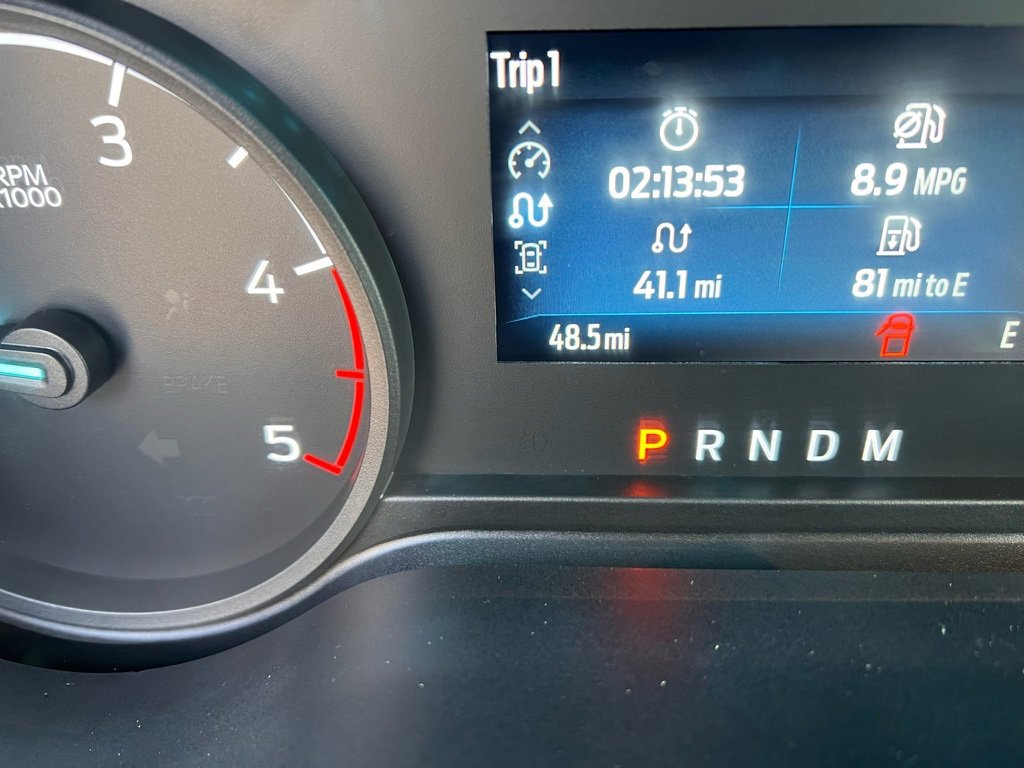 Trip 1
3
RPM
x1000
02:13:53
8.9 MPG
4
41.1 mi
81 mi to E
48.5 mi
E
BRAKE
5
P R N D M